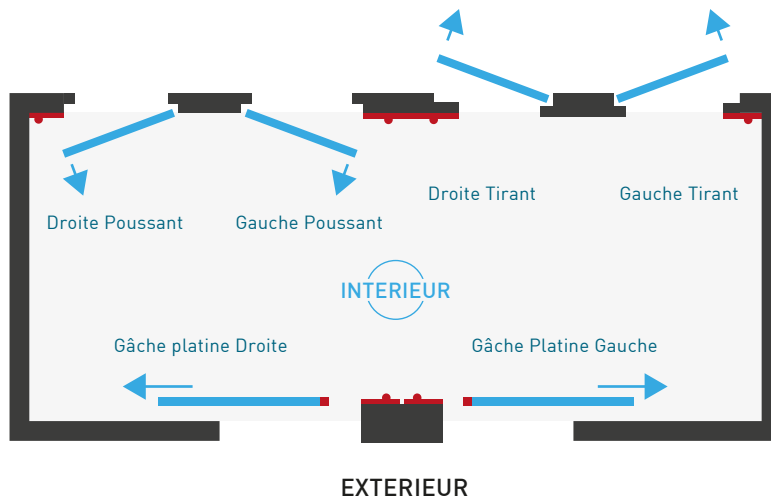 Droite Tirant
Gauche Tirant
Droite Poussant
Gauche Poussant
INTERIEUR
Gâche platine Droite
Gâche Platine Gauche
EXTERIEUR